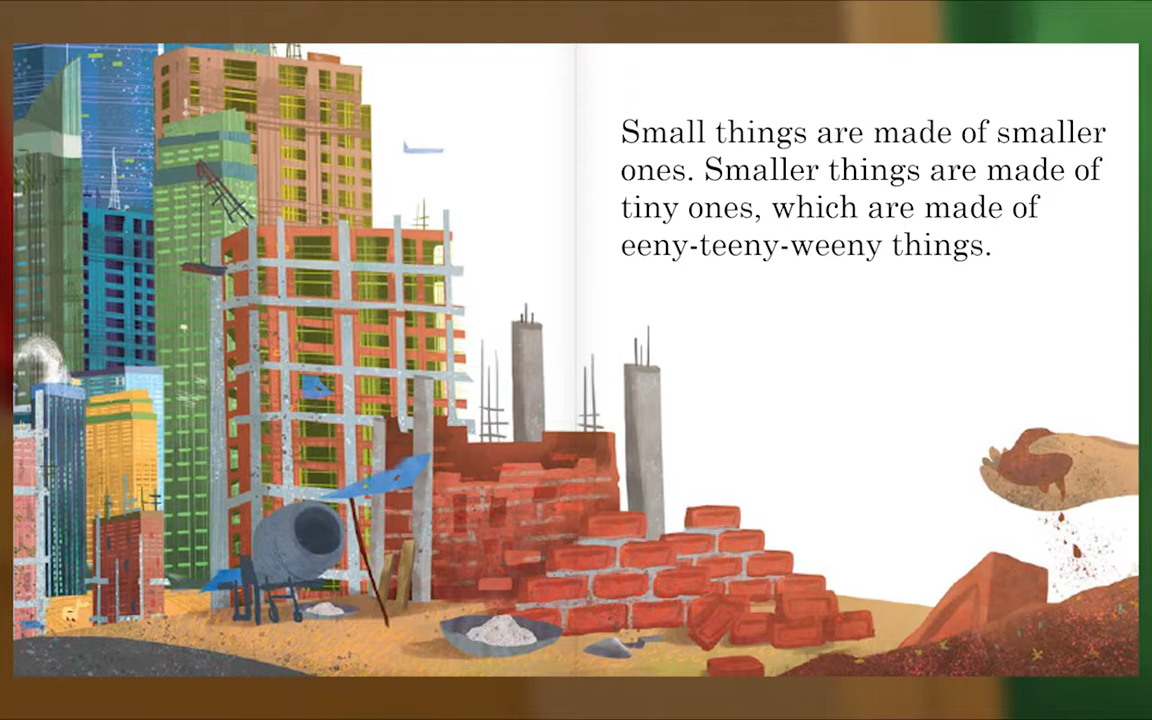 Small things are made of smaller
ones. Smaller things are made of
tiny ones, which are made of
eeny-teeny-weeny things.